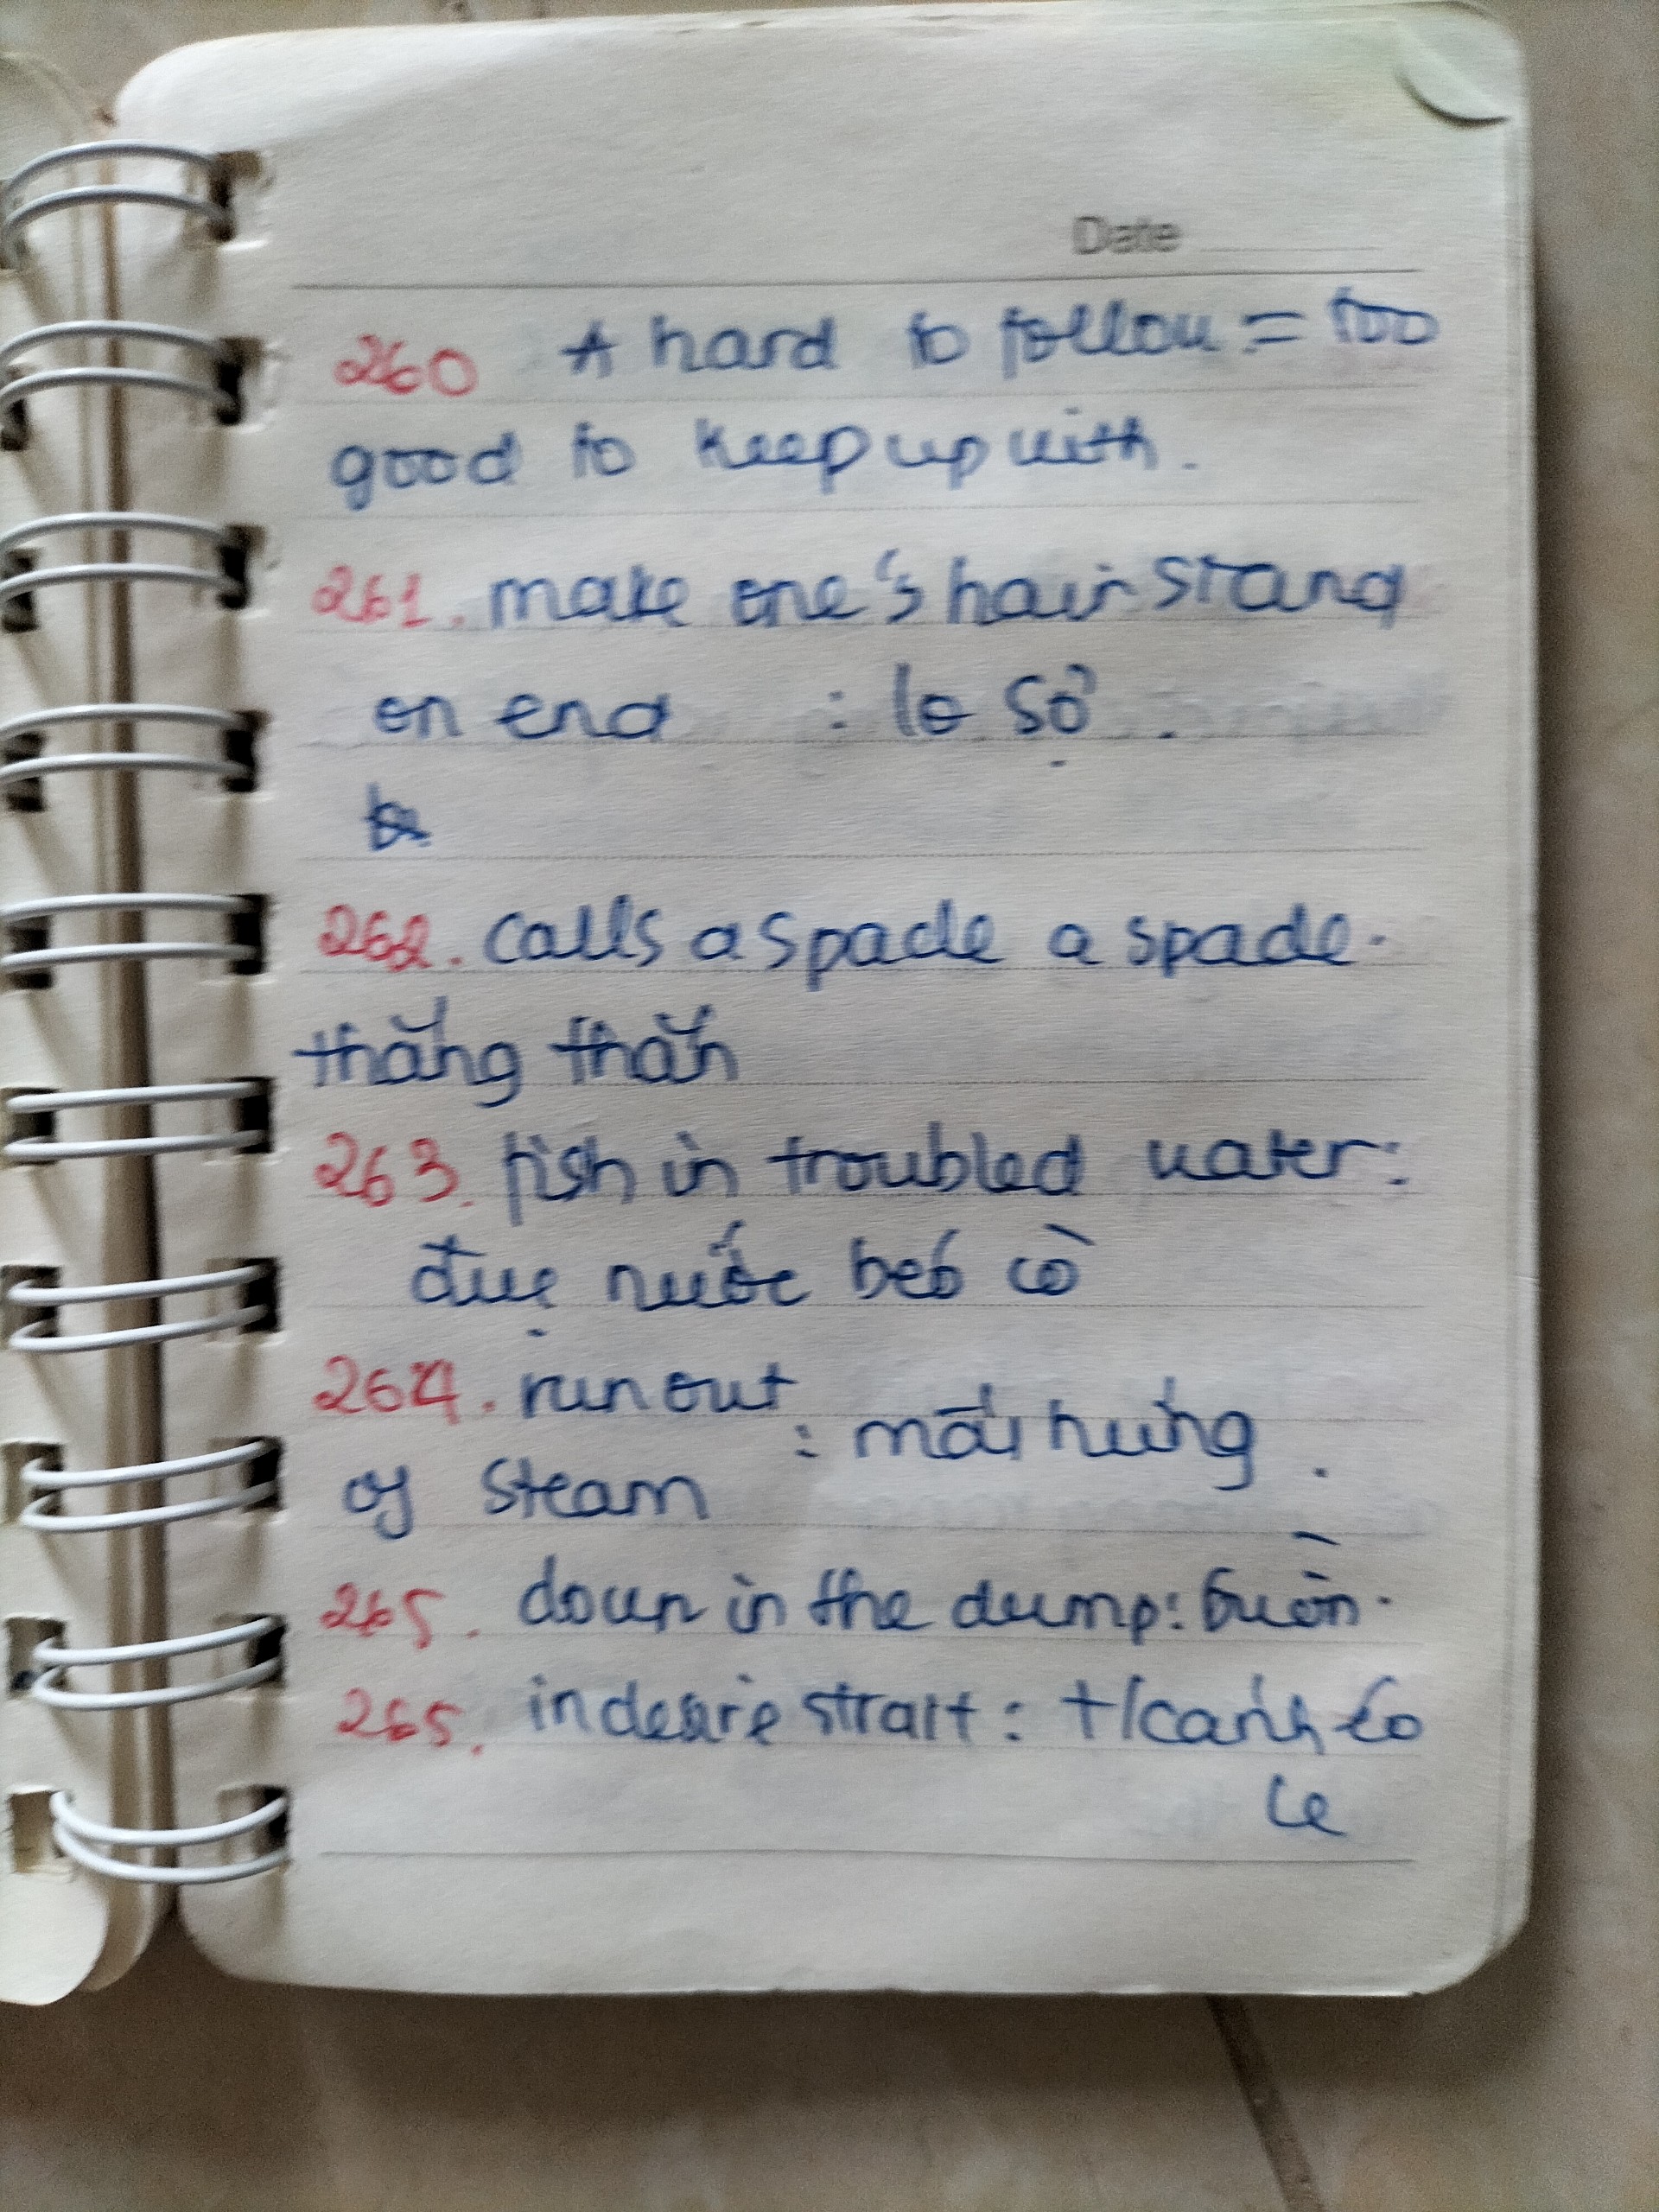 Date
260 A hard to follow = too
good to keep up with.
261. make one's hair stand
on end : lo sợ.
262. calls a spade a spade.
thẳng thắn
263. fish in troubled water:
đục nước béo cò
264. run out
: mất hứng.
of steam
265. down in the dump: buồn.
265. in desire strait : t/cảnh éo
le